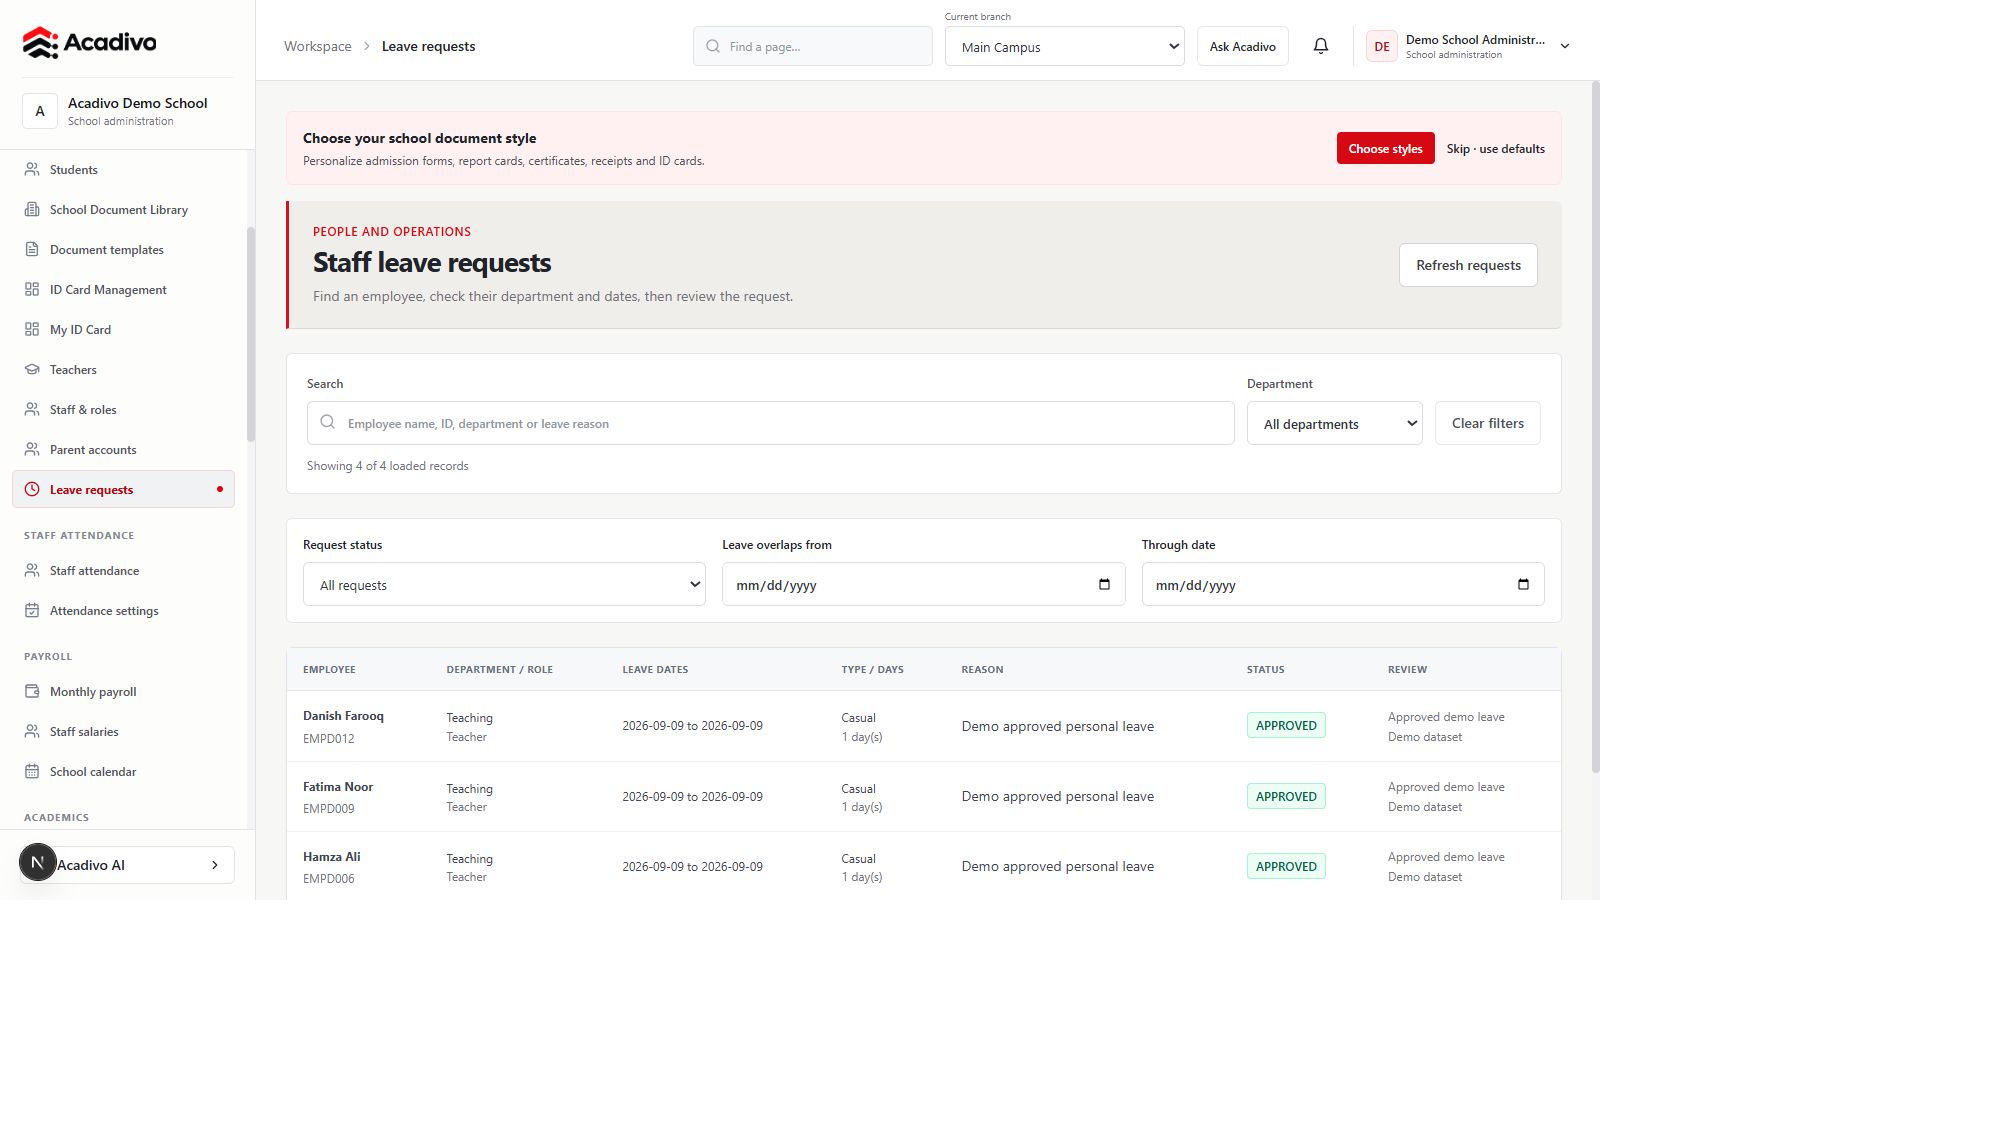 Acadivo
Acadivo Demo School
School administration
A
Students
School Document Library
Document templates
ID Card Management
My ID Card
Teachers
Staff & roles
Parent accounts
Leave requests
STAFF ATTENDANCE
Staff attendance
Attendance settings
PAYROLL
Monthly payroll
Staff salaries
School calendar
ACADEMICS
N
Acadivo AI
Workspace > Leave requests
Find a page...
Current branch
Main Campus
Ask Acadivo
DE
Demo School Administr...
School administration
Choose your school document style
Personalize admission forms, report cards, certificates, receipts and ID cards.
Choose styles
Skip · use defaults
PEOPLE AND OPERATIONS
Staff leave requests
Find an employee, check their department and dates, then review the request.
Refresh requests
Search
Department
Employee name, ID, department or leave reason
All departments
Clear filters
Showing 4 of 4 loaded records
Request status
Leave overlaps from
Through date
All requests
mm/dd/yyyy
mm/dd/yyyy
EMPLOYEE DEPARTMENT / ROLE LEAVE DATES TYPE / DAYS REASON STATUS REVIEW
Danish Farooq
EMPD012
Teaching
Teacher
2026-09-09 to 2026-09-09
Casual
1 day(s)
Demo approved personal leave
APPROVED
Approved demo leave
Demo dataset
Fatima Noor
EMPD009
Teaching
Teacher
2026-09-09 to 2026-09-09
Casual
1 day(s)
Demo approved personal leave
APPROVED
Approved demo leave
Demo dataset
Hamza Ali
EMPD006
Teaching
Teacher
2026-09-09 to 2026-09-09
Casual
1 day(s)
Demo approved personal leave
APPROVED
Approved demo leave
Demo dataset